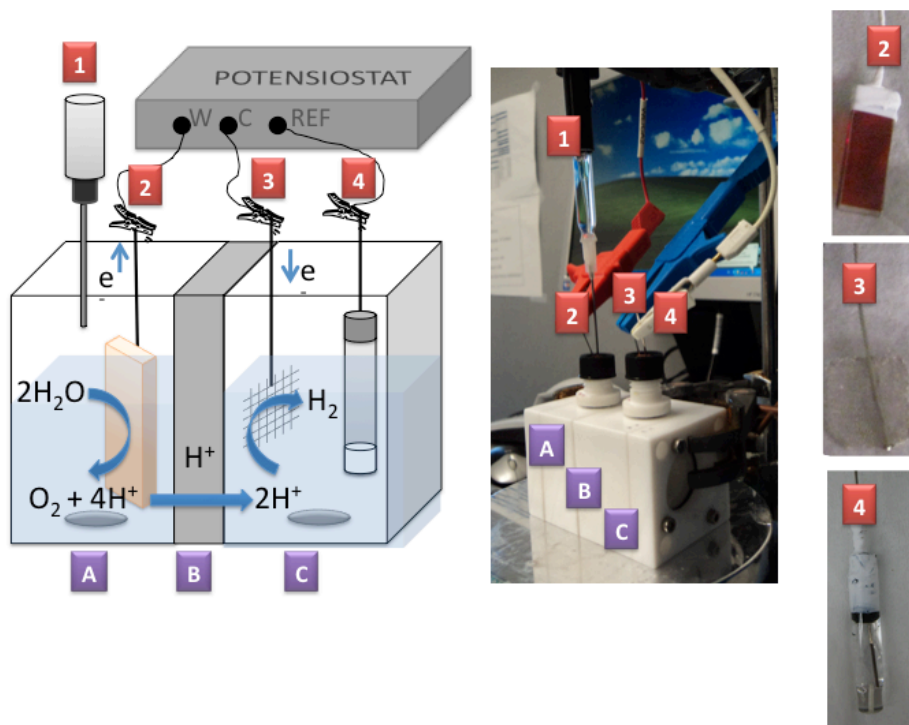 1
POTENSIOSTAT
W C REF
2
3
4
e
-
e
-
2H₂O
O₂ + 4H⁺
H⁺
H₂
2H⁺
A
B
C
1
2
3
4
A
B
C
2
3
4